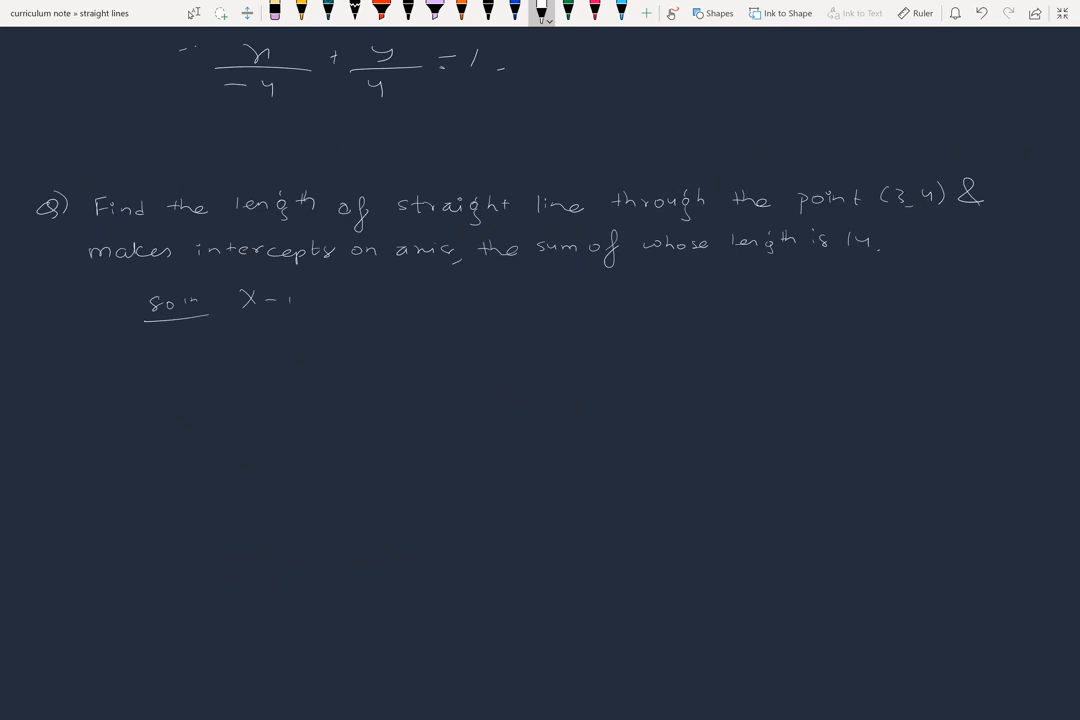 curriculum note » straight lines
Shapes Ink to Shape Ink to Text Ruler
x/-4 + y/4 = 1
Q) Find the length of straight line through the point (3,4) &
makes intercepts on axis, the sum of whose length is 14.
soln X-